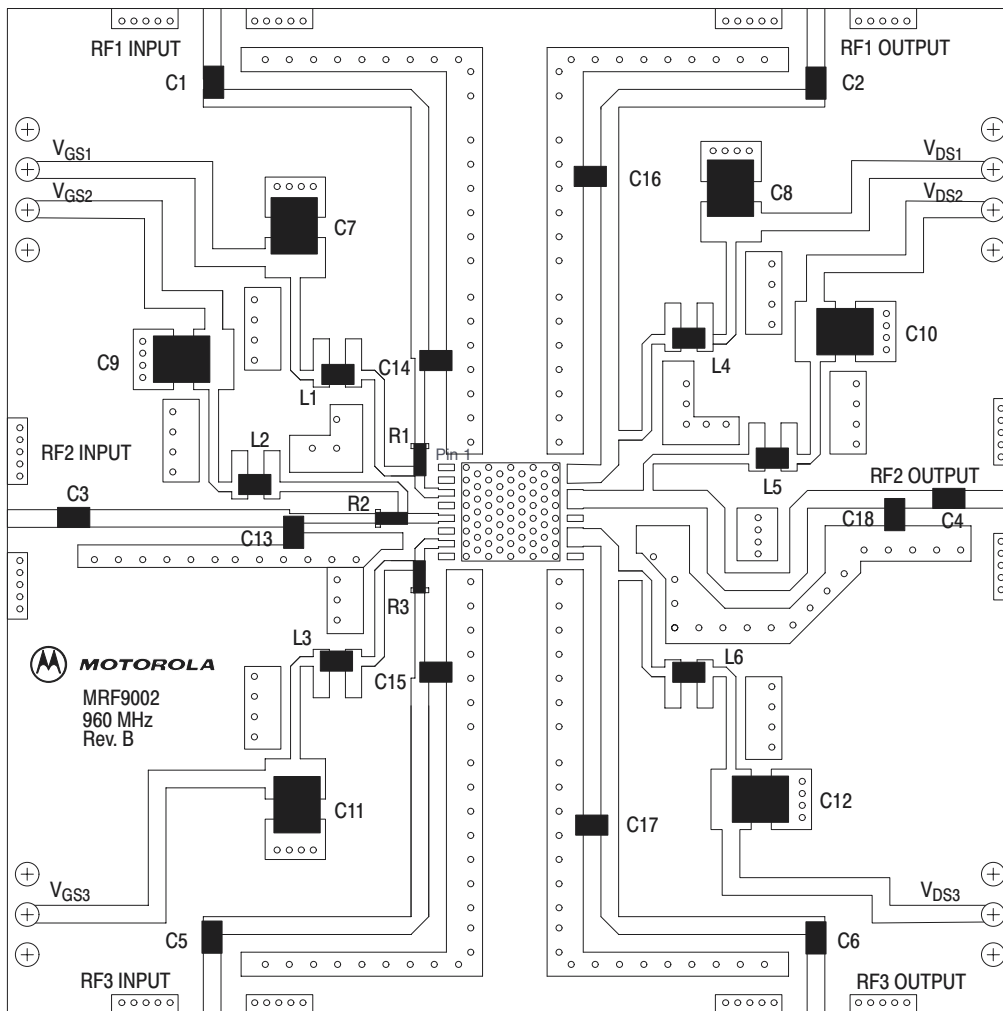 RF1 INPUT
RF1 OUTPUT
C1
C2
VGS1
VDS1
C16
C8
VGS2
VDS2
C7
C9
C10
C14
L4
L1
R1
Pin 1
RF2 INPUT
L2
L5
RF2 OUTPUT
C3
R2
C18
C4
C13
R3
L3
L6
MOTOROLA
C15
MRF9002
960 MHz
Rev. B
C11
C12
C17
VGS3
VDS3
C5
C6
RF3 INPUT
RF3 OUTPUT